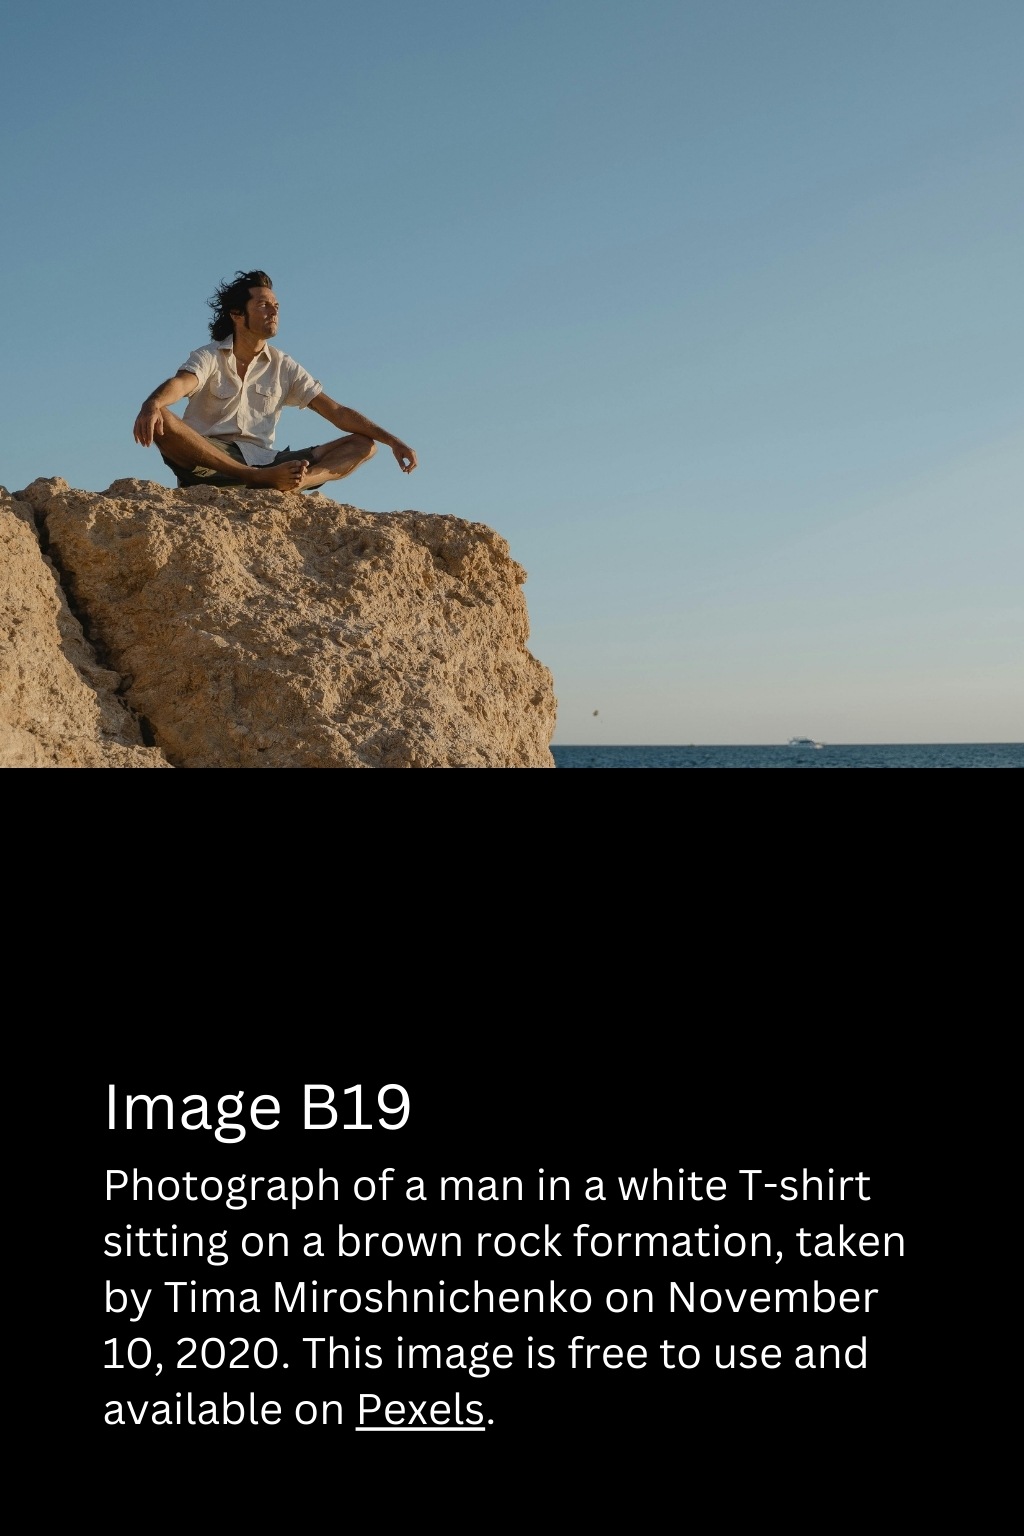 Image B19
Photograph of a man in a white T-shirt
sitting on a brown rock formation, taken
by Tima Miroshnichenko on November
10, 2020. This image is free to use and
available on Pexels.